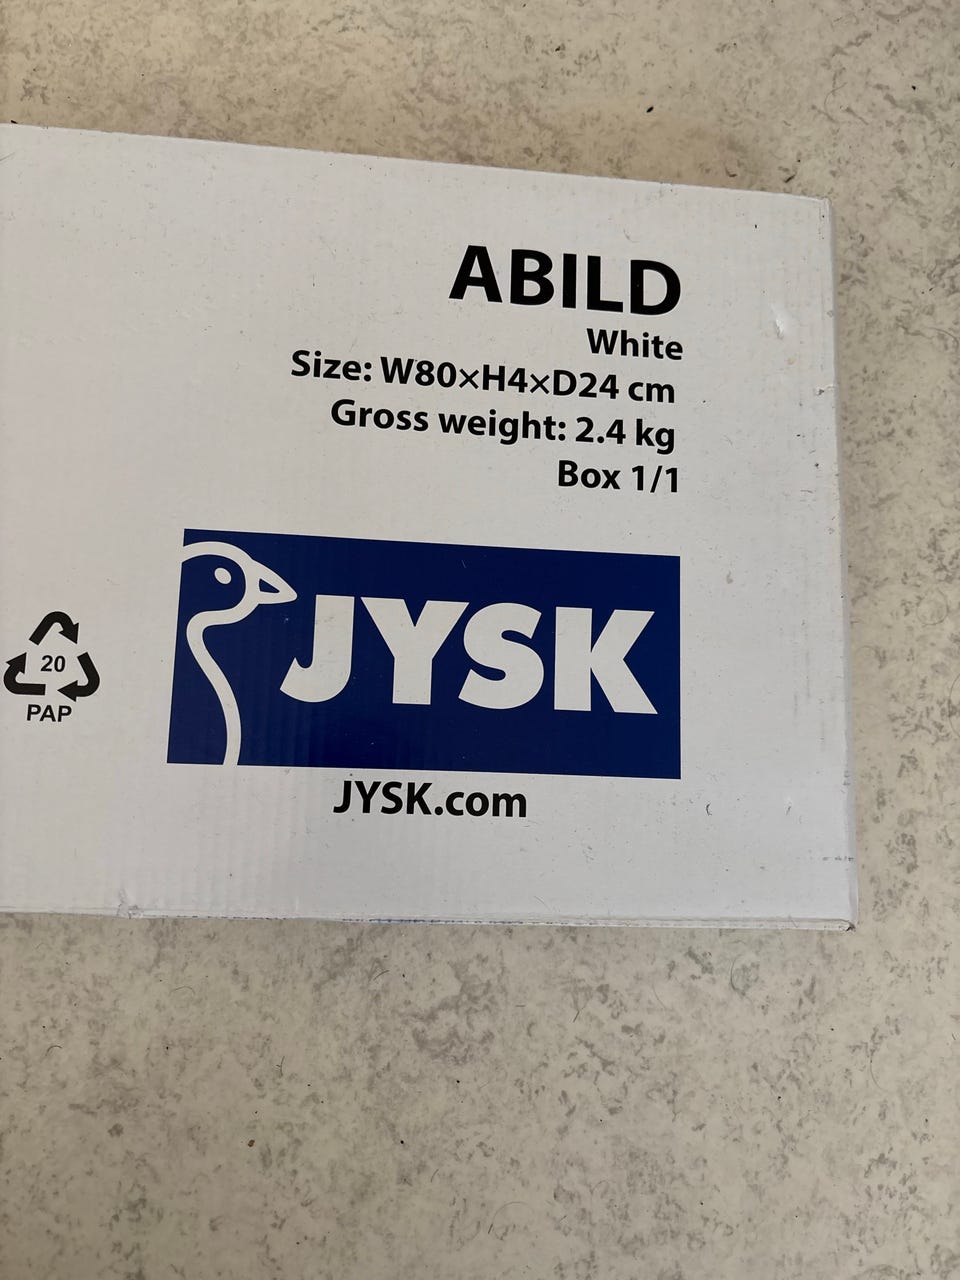 ABILD
White
Size: W80×H4×D24 cm
Gross weight: 2.4 kg
Box 1/1
JYSK
20
PAP
JYSK.com